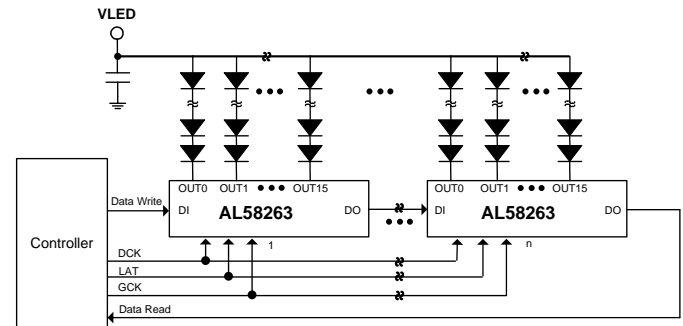 VLED
OUT0 OUT1 ••• OUT15
OUT0 OUT1 ••• OUT15
Data Write
DI AL58263 DO
DI AL58263 DO
Controller
1
n
DCK
LAT
GCK
Data Read